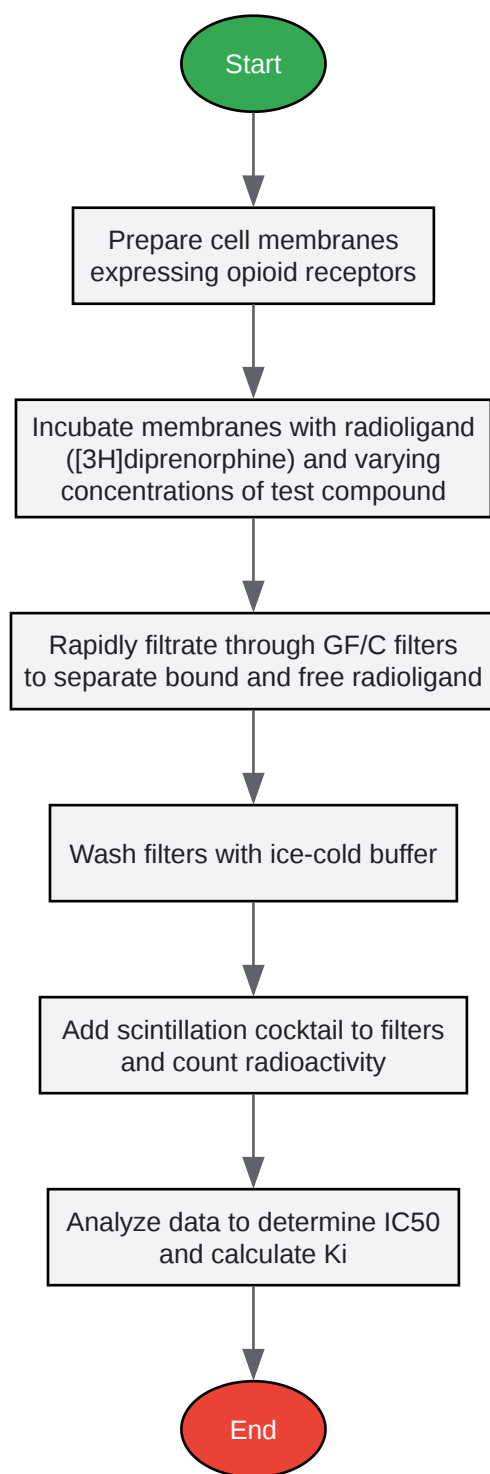 Start
Prepare cell membranes
expressing opioid receptors
Incubate membranes with radioligand
([3H]diprenorphine) and varying
concentrations of test compound
Rapidly filtrate through GF/C filters
to separate bound and free radioligand
Wash filters with ice-cold buffer
Add scintillation cocktail to filters
and count radioactivity
Analyze data to determine IC50
and calculate Ki
End